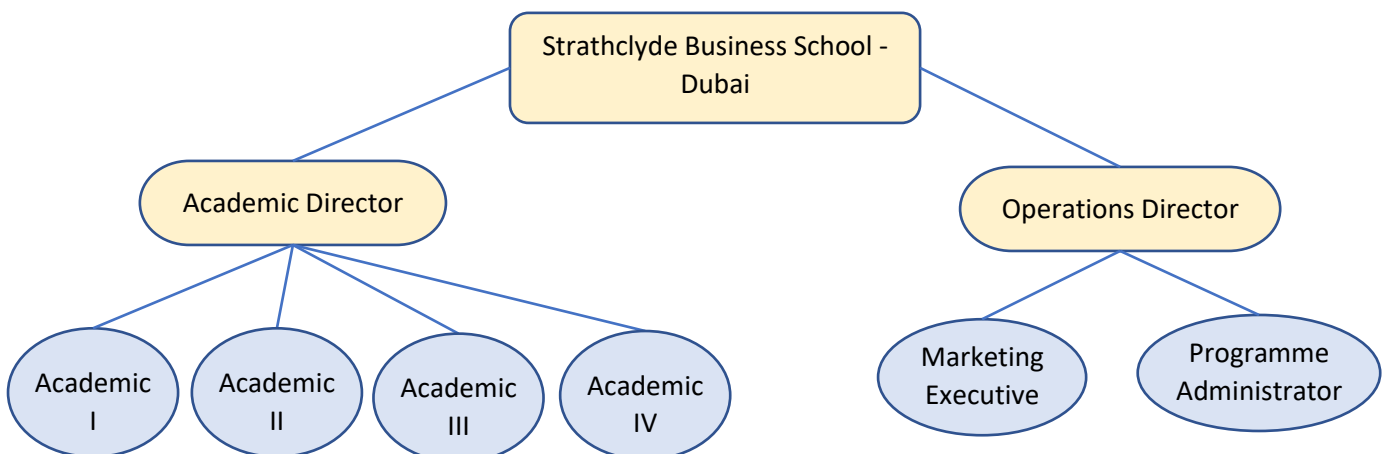 Strathclyde Business School -
Dubai
Academic Director
Operations Director
Academic
I
Academic
II
Academic
III
Academic
IV
Marketing
Executive
Programme
Administrator